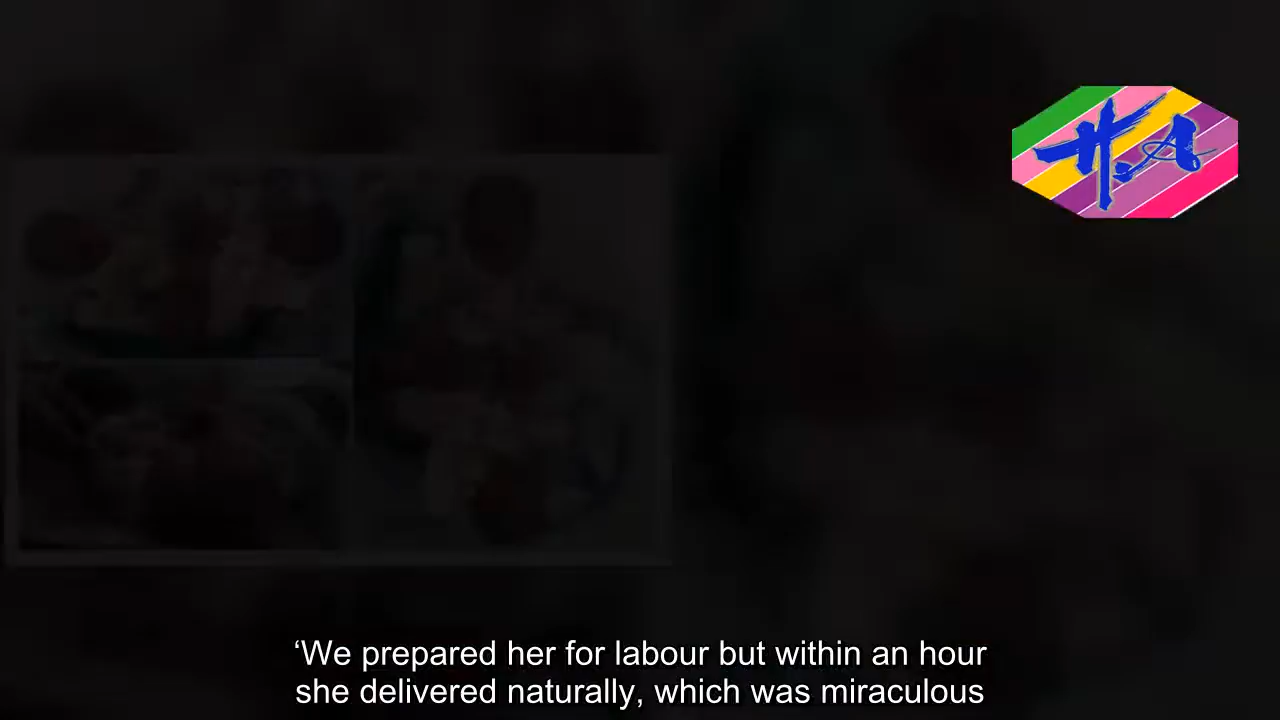 H.A
‘We prepared her for labour but within an hour
she delivered naturally, which was miraculous